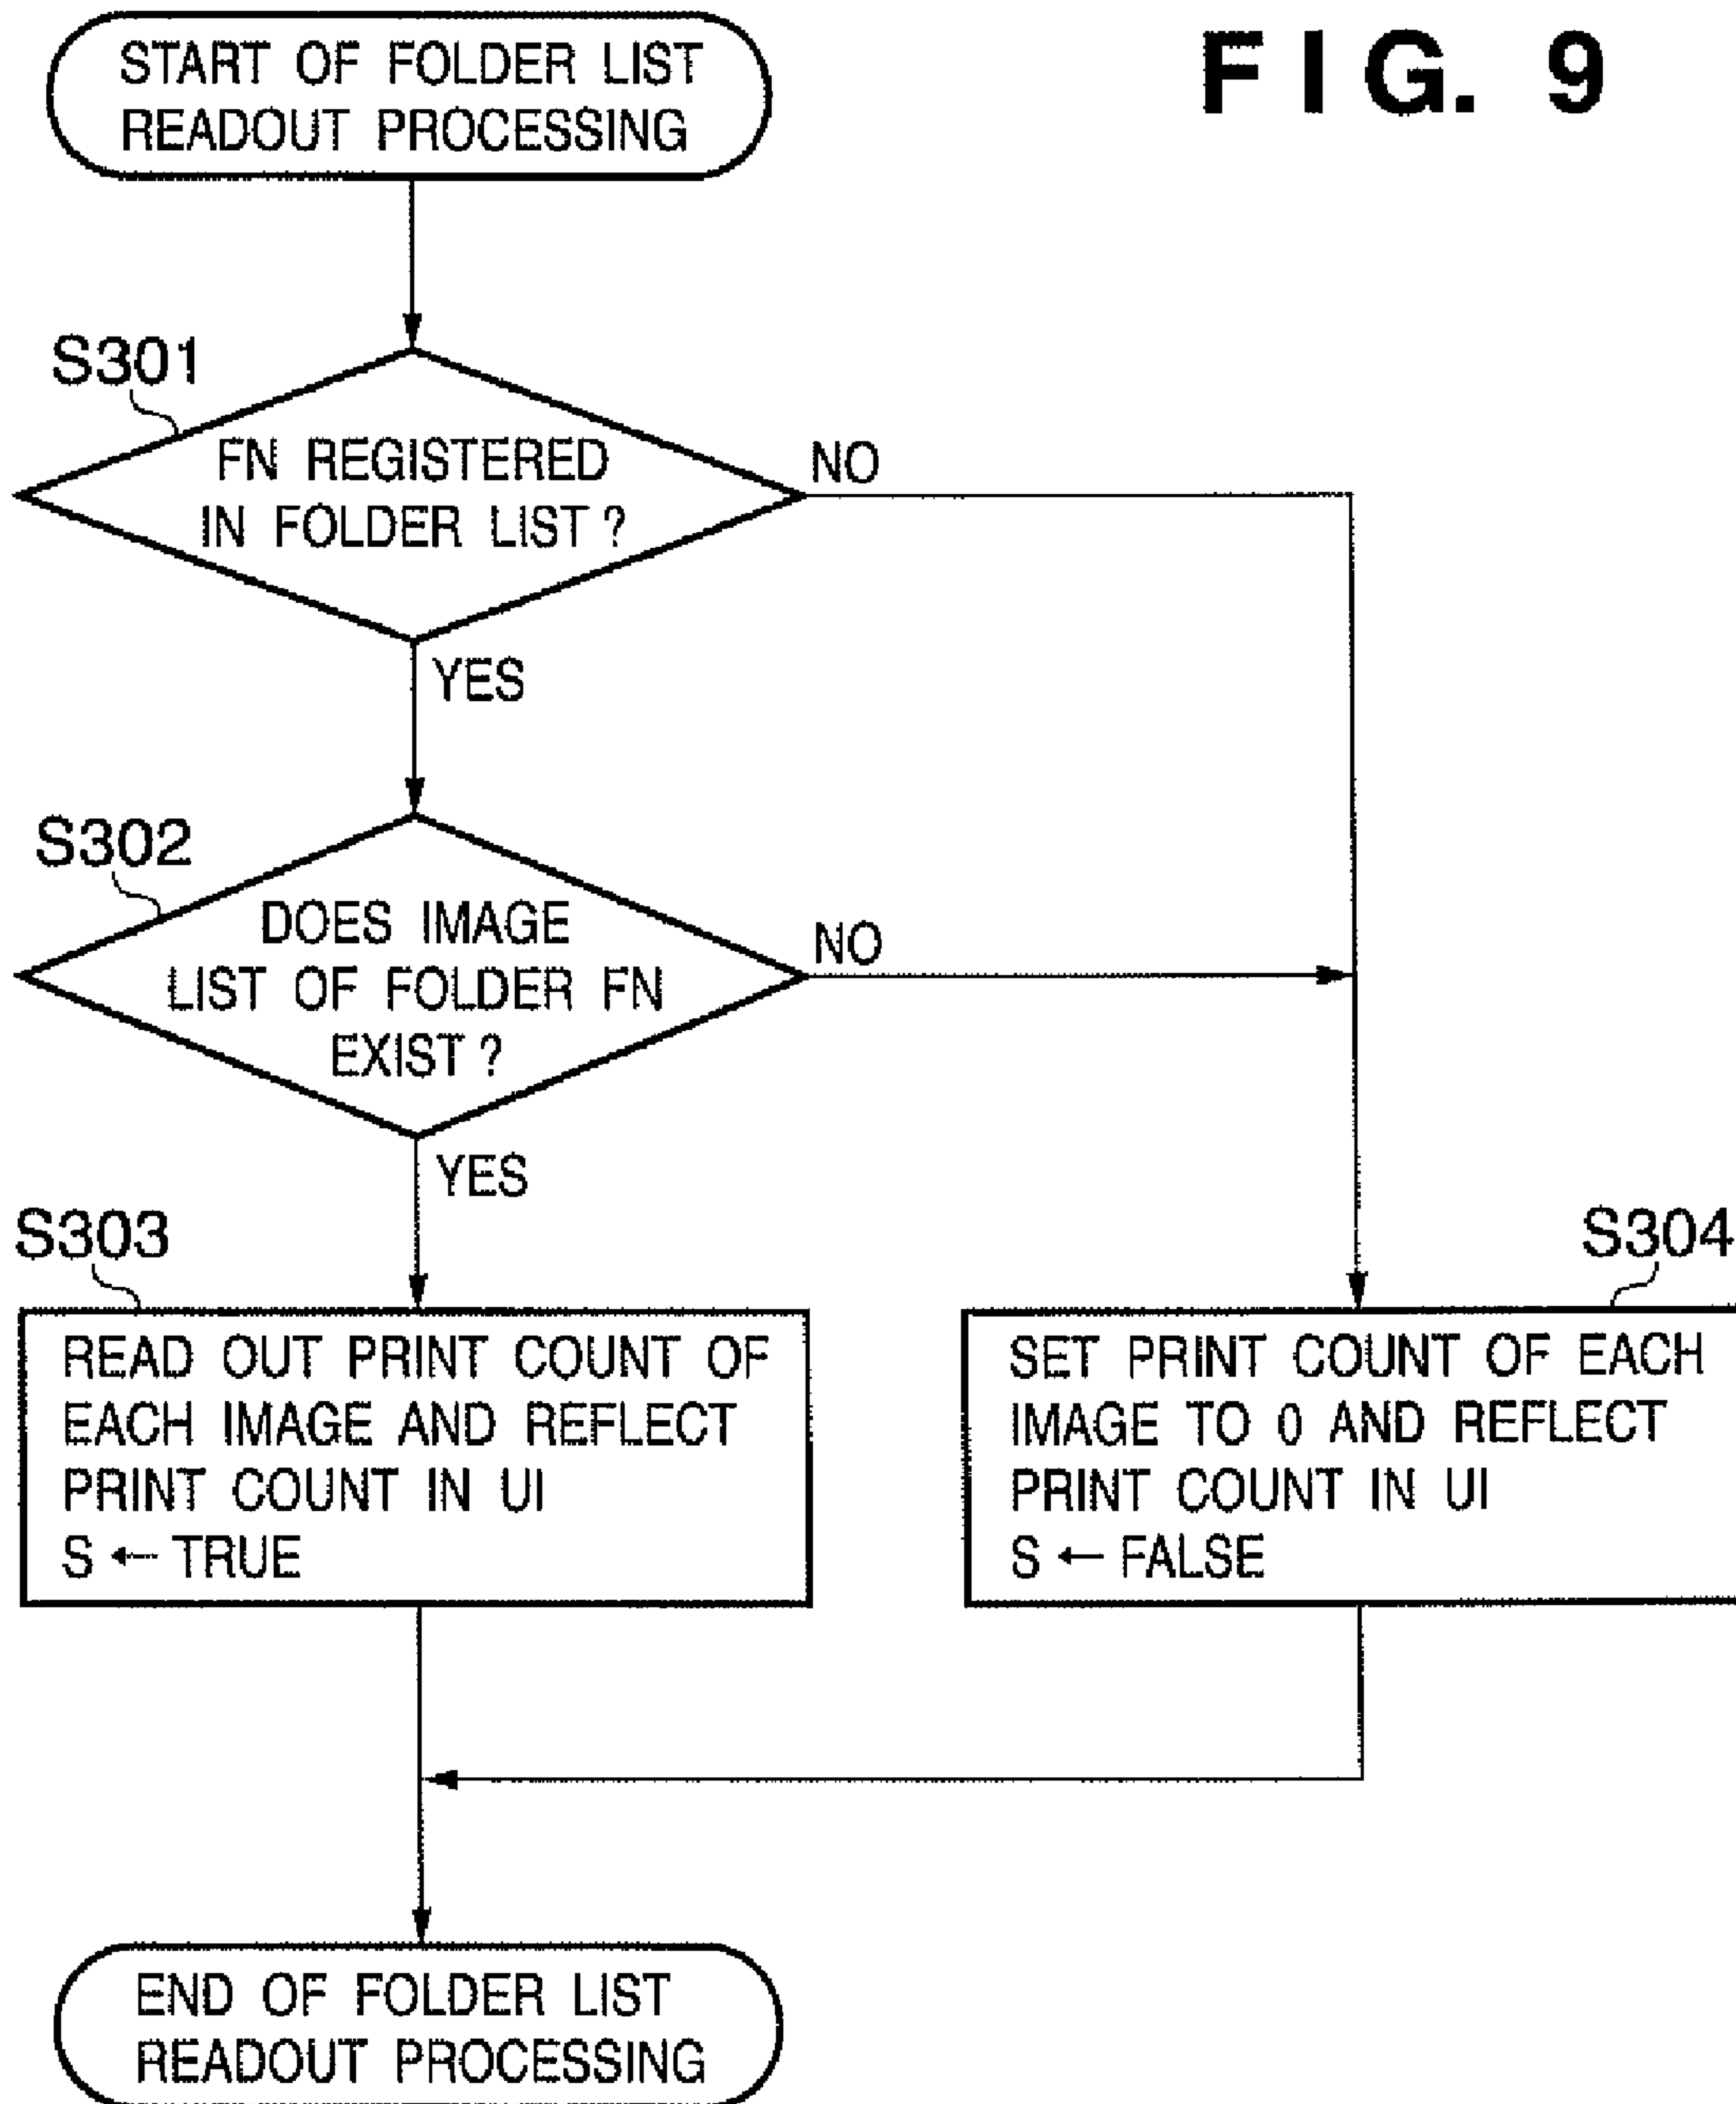 FIG. 9
START OF FOLDER LIST
READOUT PROCESSING
S301
FN REGISTERED
IN FOLDER LIST ?
NO
YES
S302
DOES IMAGE
LIST OF FOLDER FN
EXIST ?
NO
YES
S303
READ OUT PRINT COUNT OF
EACH IMAGE AND REFLECT
PRINT COUNT IN UI
S ← TRUE
S304
SET PRINT COUNT OF EACH
IMAGE TO 0 AND REFLECT
PRINT COUNT IN UI
S ← FALSE
END OF FOLDER LIST
READOUT PROCESSING